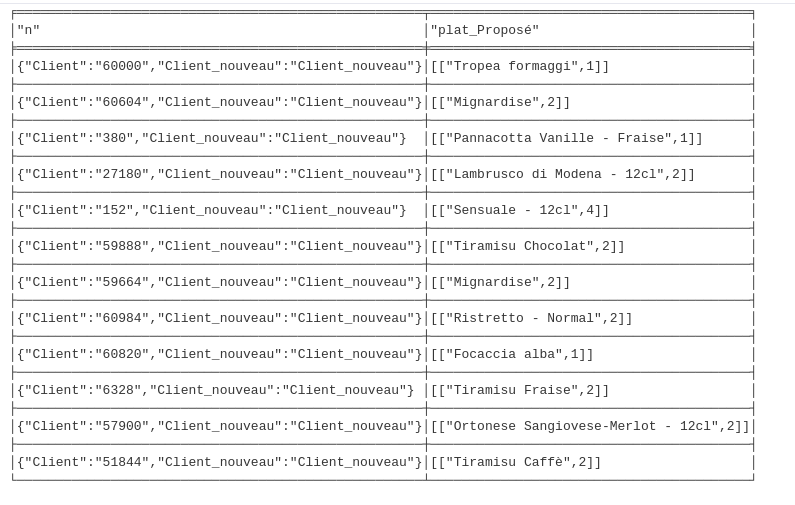 "n" "plat_Proposé"
{"Client":"60000","Client_nouveau":"Client_nouveau"} [["Tropea formaggi",1]]
{"Client":"60604","Client_nouveau":"Client_nouveau"} [["Mignardise",2]]
{"Client":"380","Client_nouveau":"Client_nouveau"} [["Pannacotta Vanille - Fraise",1]]
{"Client":"27180","Client_nouveau":"Client_nouveau"} [["Lambrusco di Modena - 12cl",2]]
{"Client":"152","Client_nouveau":"Client_nouveau"} [["Sensuale - 12cl",4]]
{"Client":"59888","Client_nouveau":"Client_nouveau"} [["Tiramisu Chocolat",2]]
{"Client":"59664","Client_nouveau":"Client_nouveau"} [["Mignardise",2]]
{"Client":"60984","Client_nouveau":"Client_nouveau"} [["Ristretto - Normal",2]]
{"Client":"60820","Client_nouveau":"Client_nouveau"} [["Focaccia alba",1]]
{"Client":"6328","Client_nouveau":"Client_nouveau"} [["Tiramisu Fraise",2]]
{"Client":"57900","Client_nouveau":"Client_nouveau"} [["Ortonese Sangiovese-Merlot - 12cl",2]]
{"Client":"51844","Client_nouveau":"Client_nouveau"} [["Tiramisu Caffè",2]]